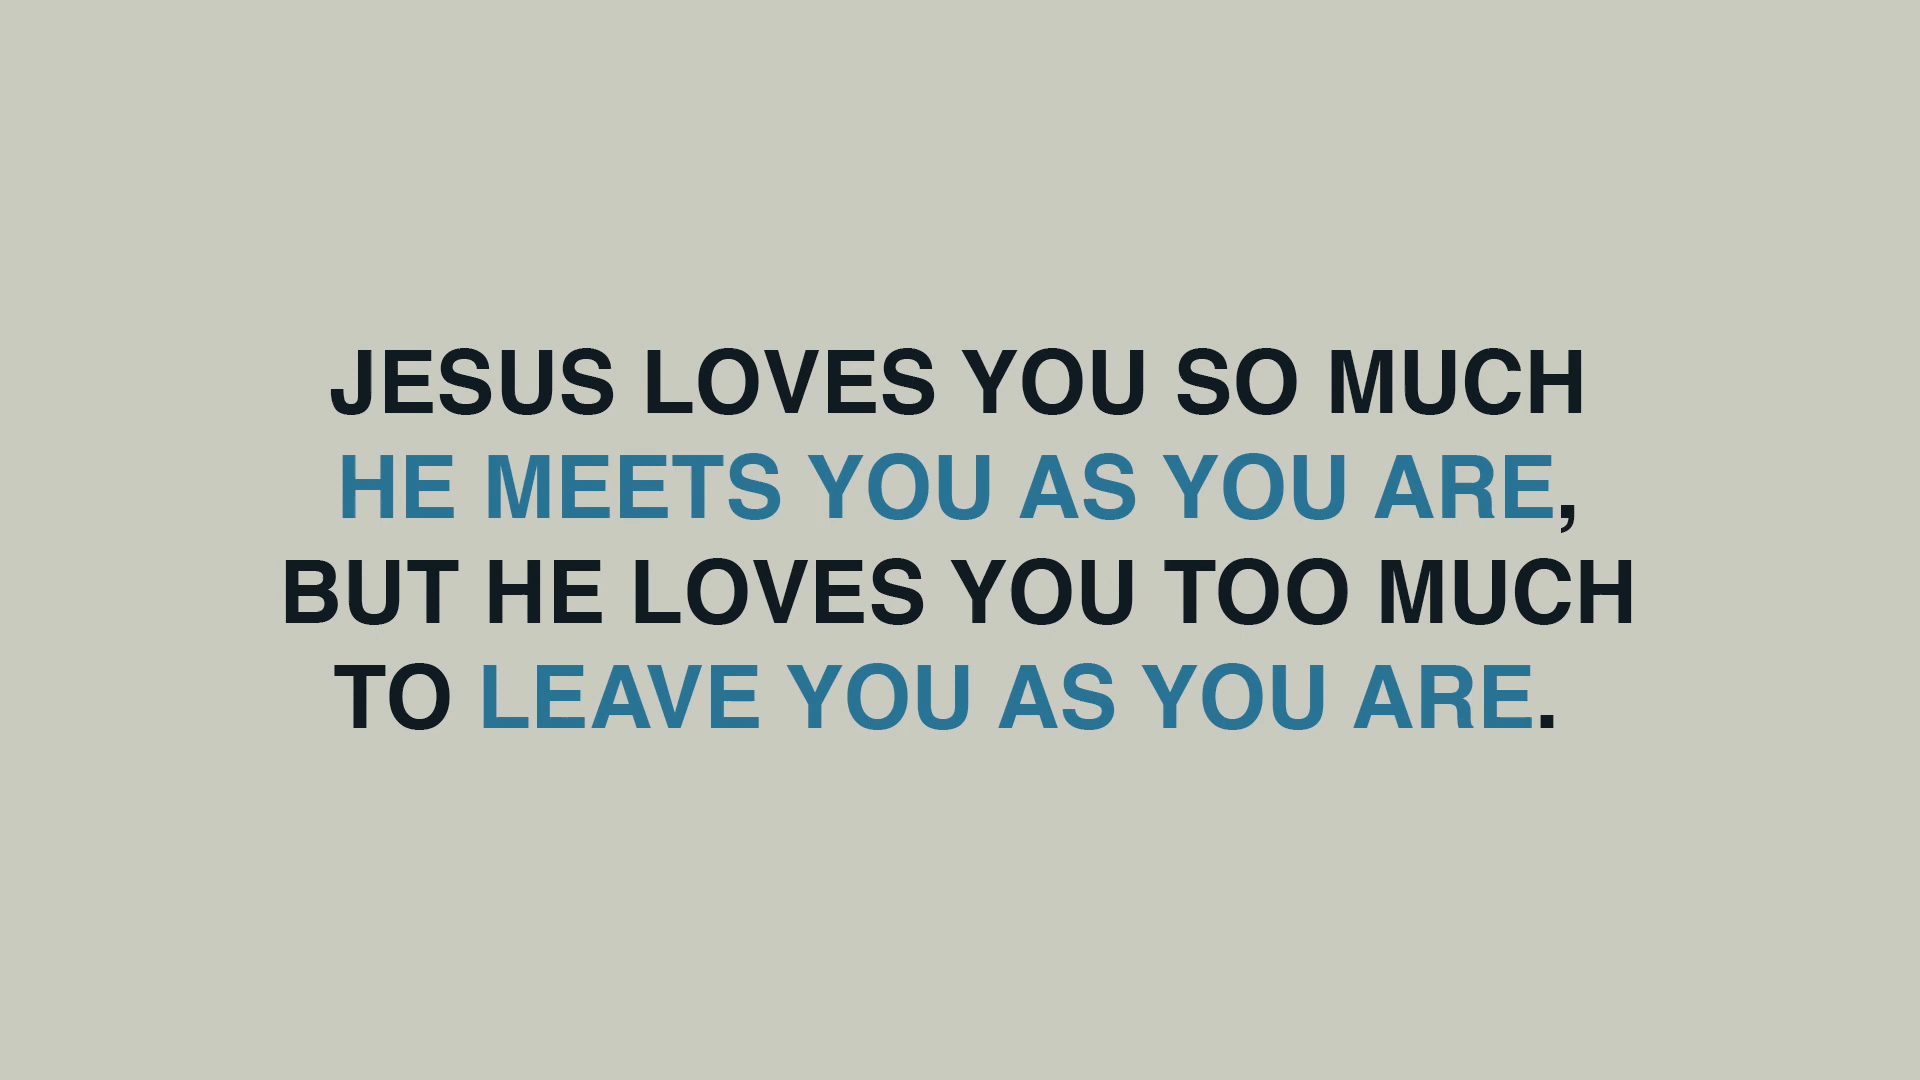 JESUS LOVES YOU SO MUCH
HE MEETS YOU AS YOU ARE,
BUT HE LOVES YOU TOO MUCH
TO LEAVE YOU AS YOU ARE.